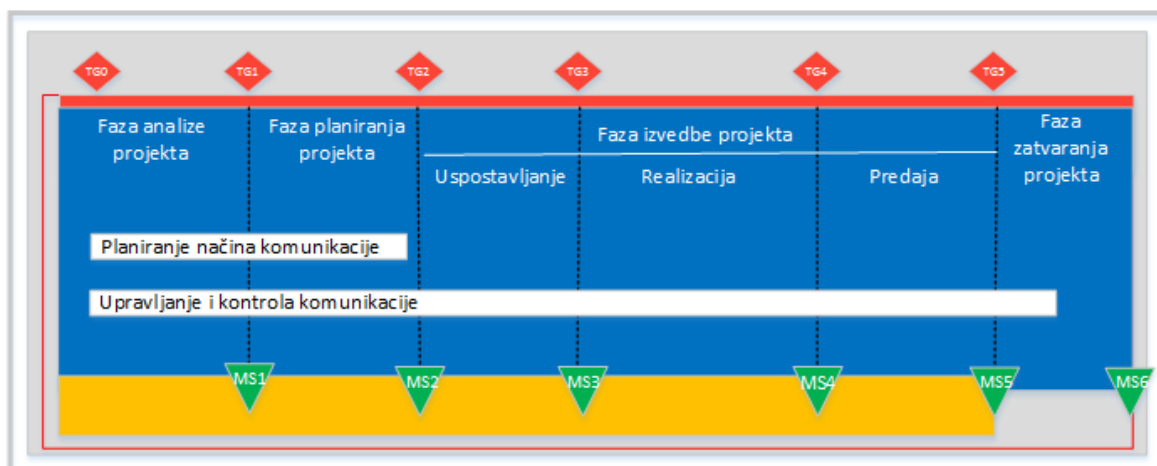 TG0 TG1 TG2 TG3 TG4 TG5
Faza analize
projekta
Faza planiranja
projekta
Faza izvedbe projekta
Uspostavljanje
Realizacija
Predaja
Faza
zatvaranja
projekta
Planiranje načina komunikacije
Upravljanje i kontrola komunikacije
MS1 MS2 MS3 MS4 MS5 MS6